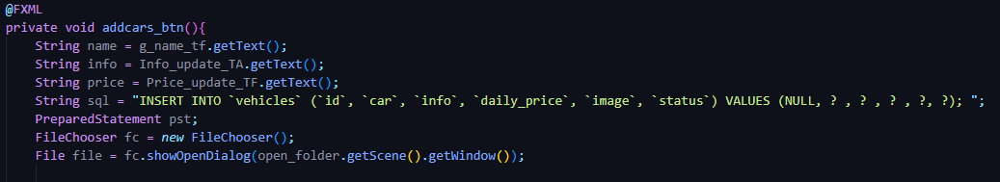 @FXML
private void addcars_btn(){
String name = g_name_tf.getText();
String info = Info_update_TA.getText();
String price = Price_update_TF.getText();
String sql = "INSERT INTO `vehicles` (`id`, `car`, `info`, `daily_price`, `image`, `status`) VALUES (NULL, ? , ? , ? , ?, ?); ";
PreparedStatement pst;
FileChooser fc = new FileChooser();
File file = fc.showOpenDialog(open_folder.getScene().getWindow());